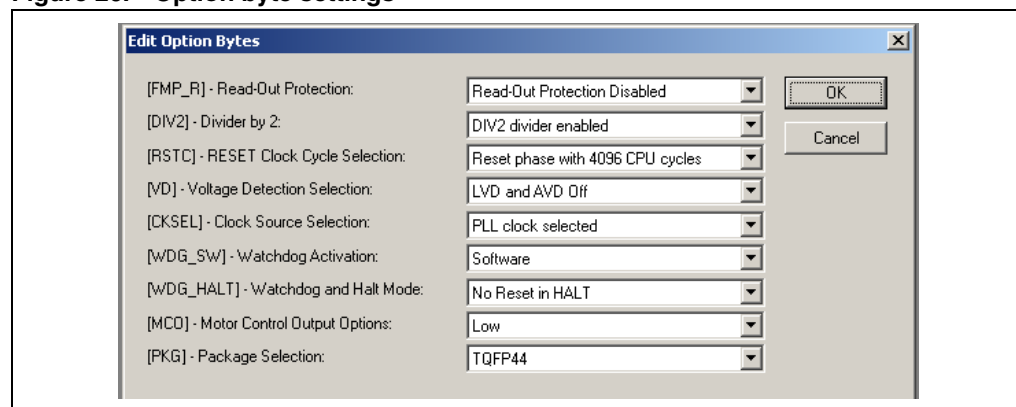 Figure 20. Option byte settings
Edit Option Bytes
[FMP_R] - Read-Out Protection: Read-Out Protection Disabled
OK
[DIV2] - Divider by 2: DIV2 divider enabled
Cancel
[RSTC] - RESET Clock Cycle Selection: Reset phase with 4096 CPU cycles
[VD] - Voltage Detection Selection: LVD and AVD Off
[CKSEL] - Clock Source Selection: PLL clock selected
[WDG_SW] - Watchdog Activation: Software
[WDG_HALT] - Watchdog and Halt Mode: No Reset in HALT
[MCO] - Motor Control Output Options: Low
[PKG] - Package Selection: TQFP44